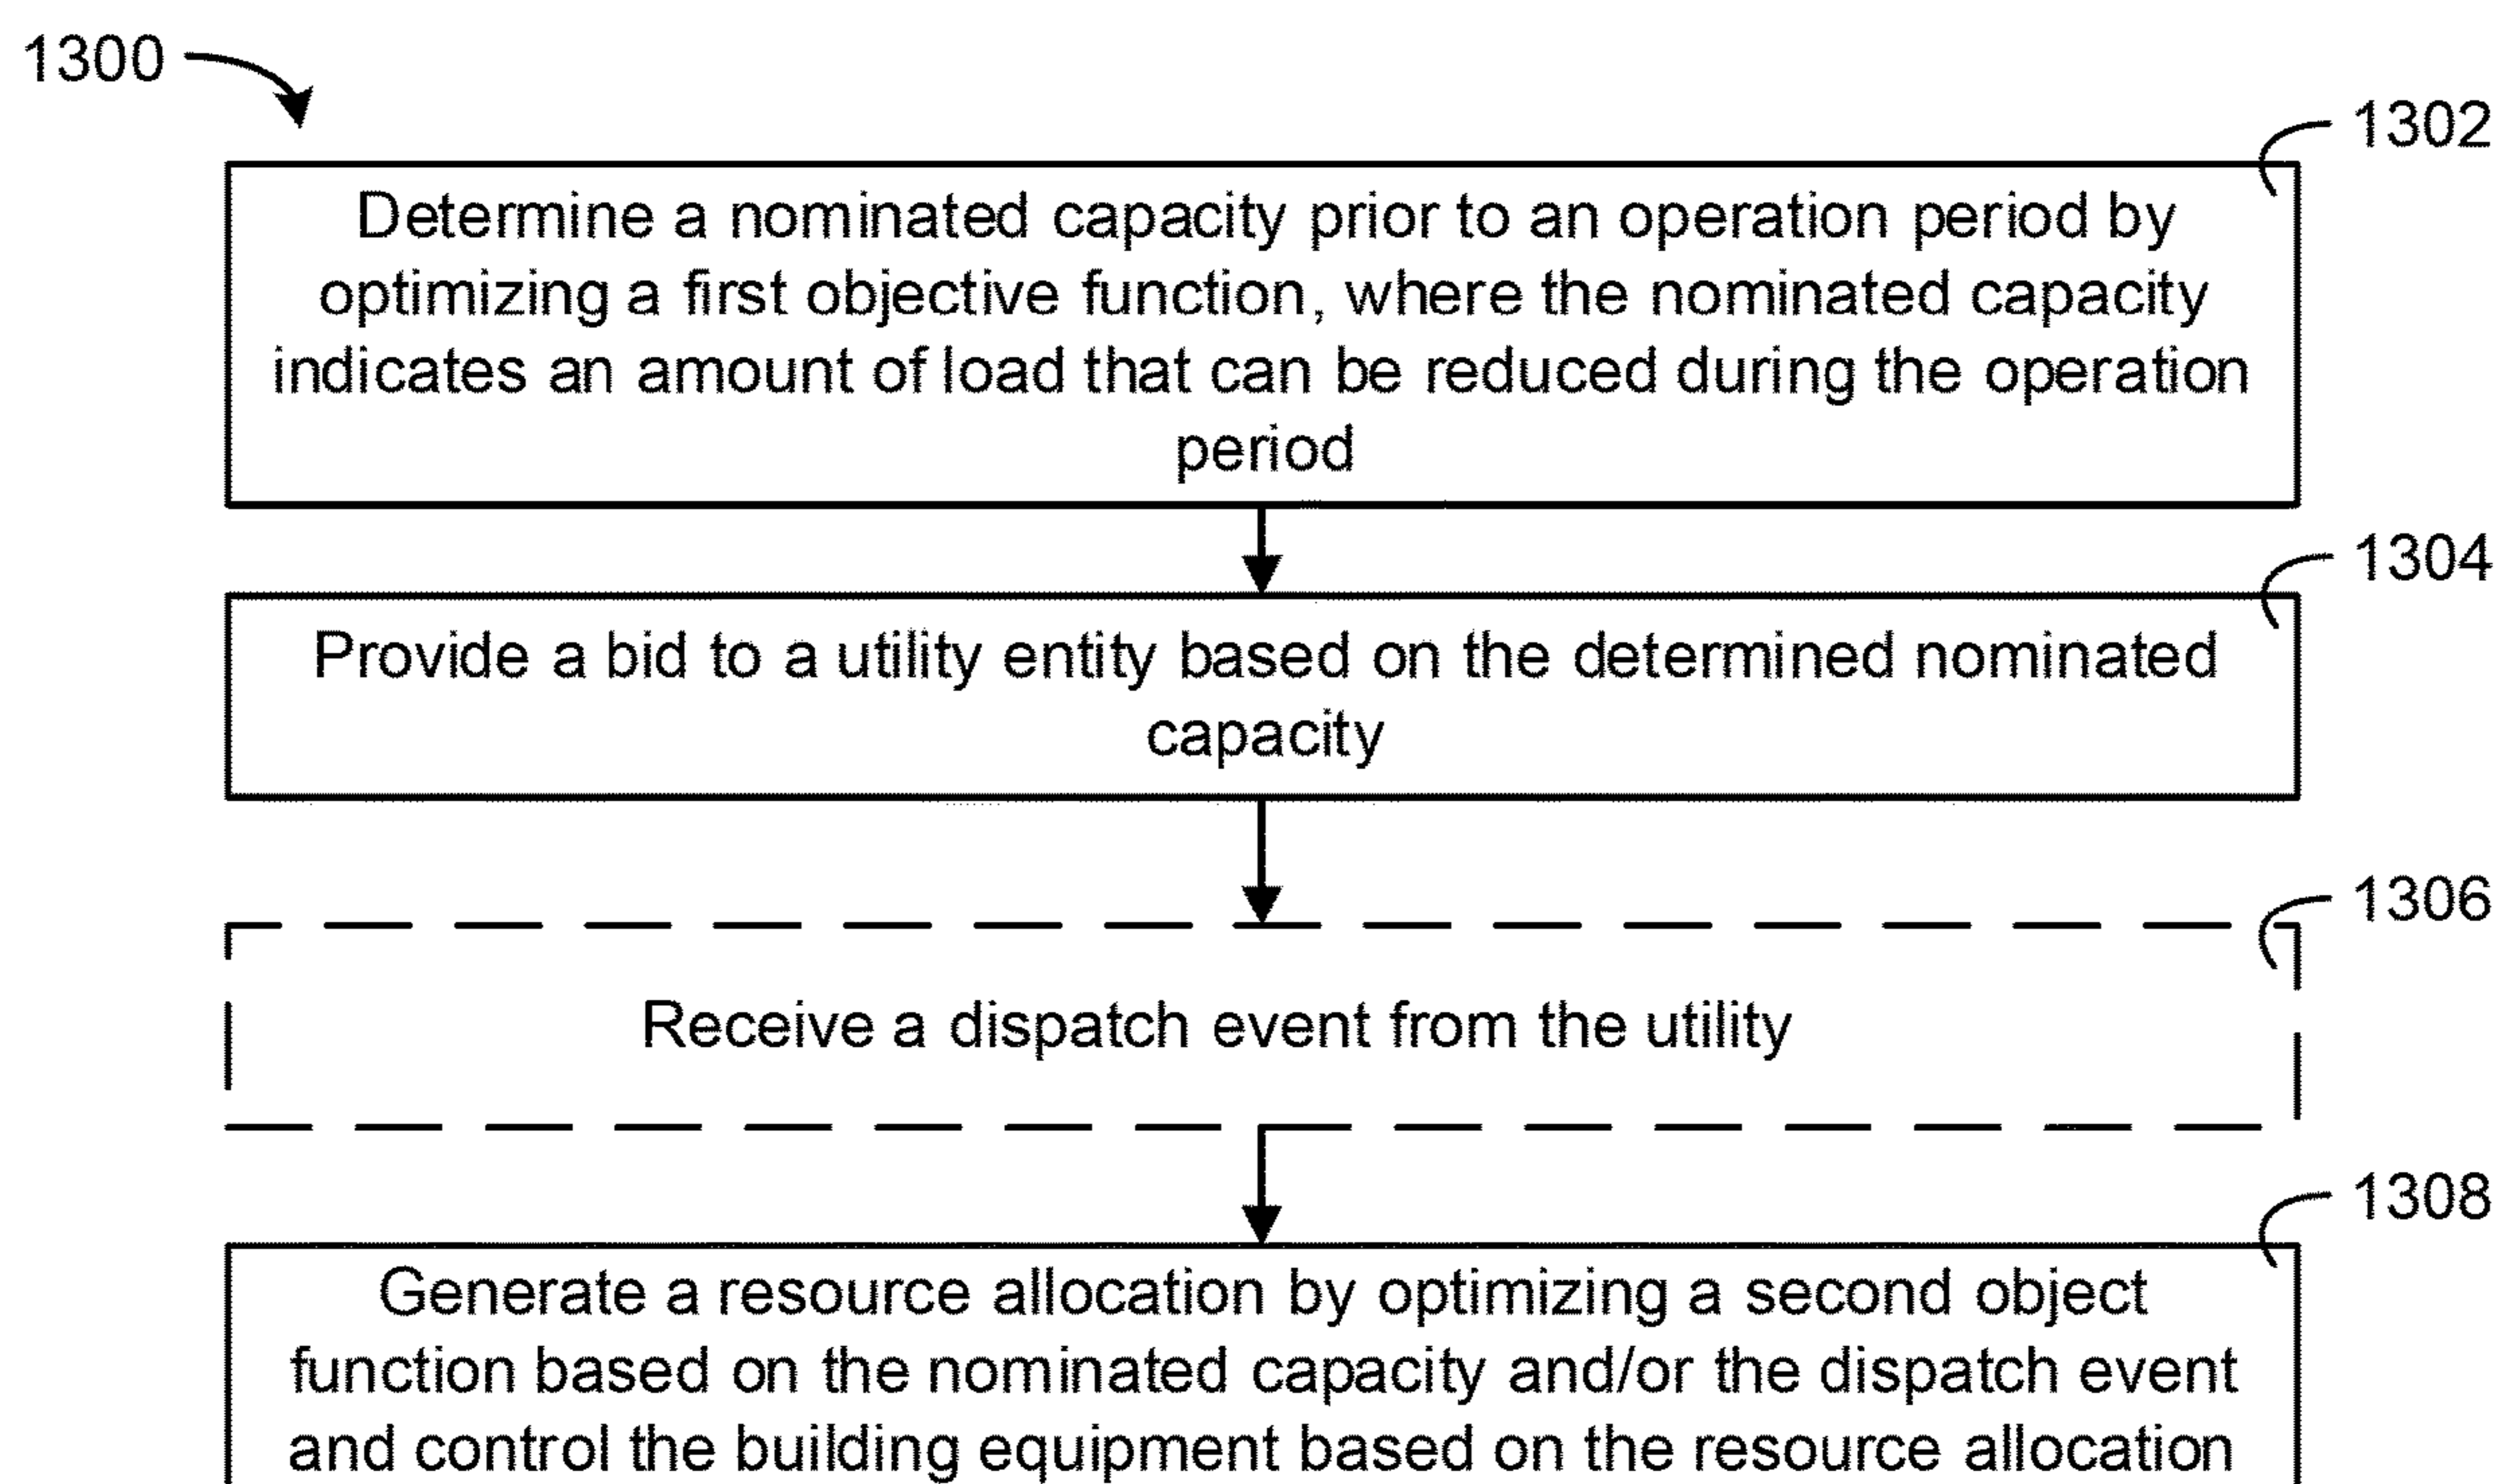 1300
1302
Determine a nominated capacity prior to an operation period by
optimizing a first objective function, where the nominated capacity
indicates an amount of load that can be reduced during the operation
period
1304
Provide a bid to a utility entity based on the determined nominated
capacity
1306
Receive a dispatch event from the utility
1308
Generate a resource allocation by optimizing a second object
function based on the nominated capacity and/or the dispatch event
and control the building equipment based on the resource allocation